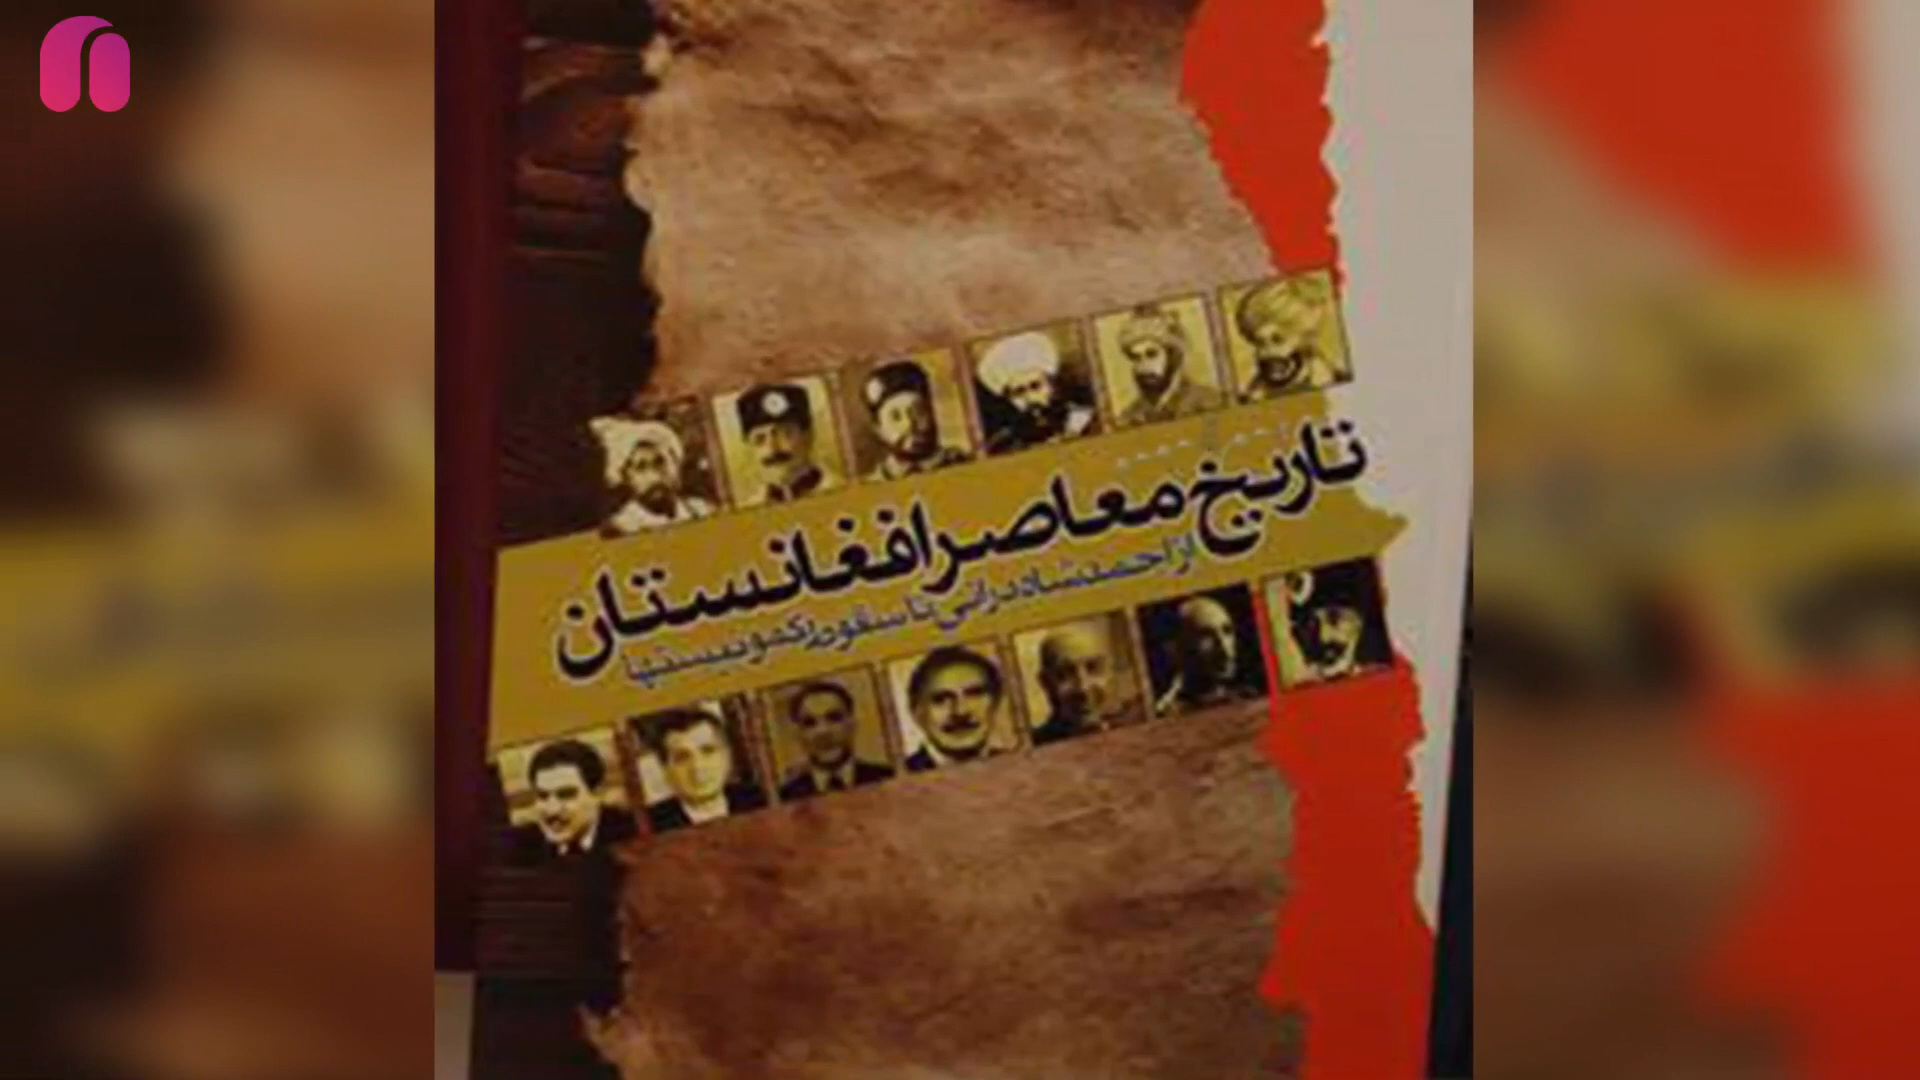 تاریخ معاصر افغانستان
از احمدشاه درانی تا سقوط کمونیستها